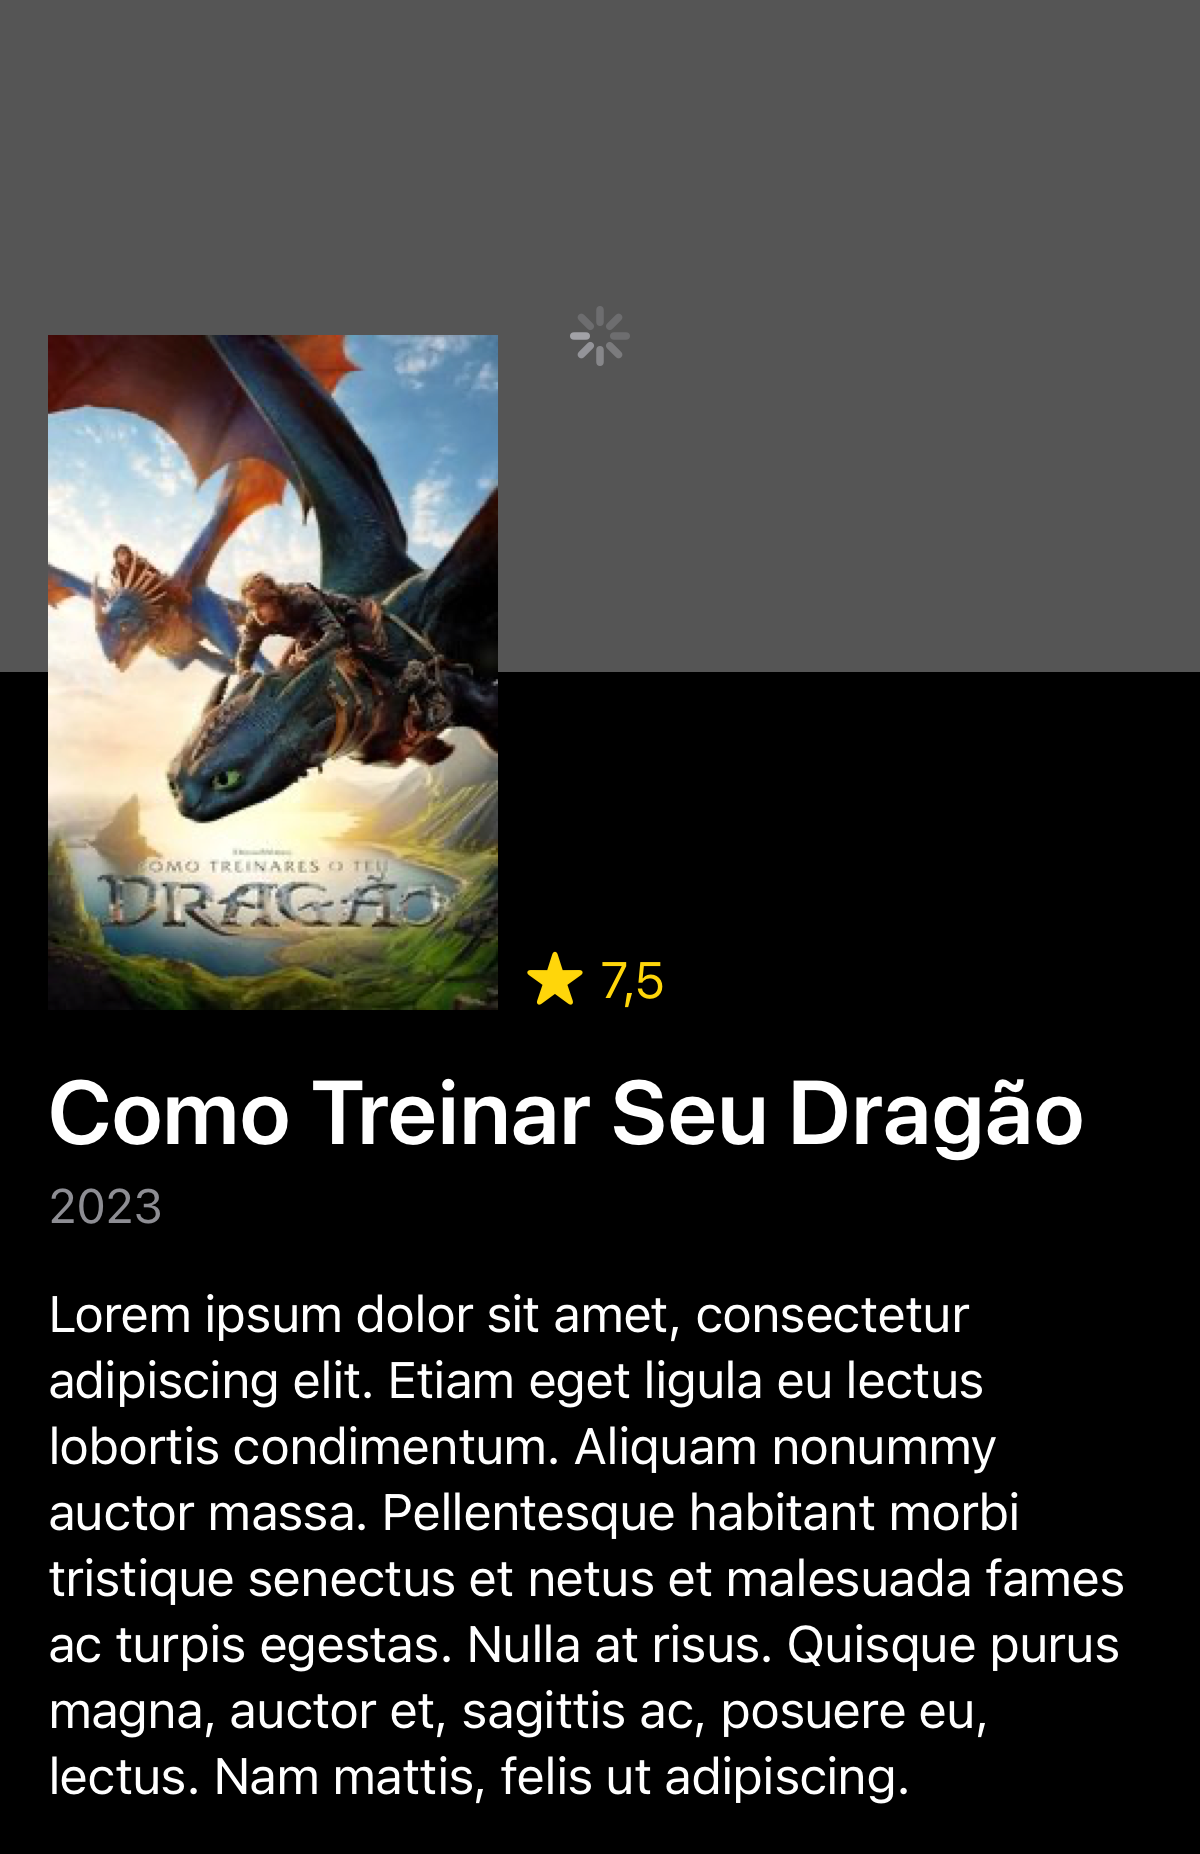 COMO TREINARES O TEU
DRAGÃO
7,5
Como Treinar Seu Dragão
2023
Lorem ipsum dolor sit amet, consectetur
adipiscing elit. Etiam eget ligula eu lectus
lobortis condimentum. Aliquam nonummy
auctor massa. Pellentesque habitant morbi
tristique senectus et netus et malesuada fames
ac turpis egestas. Nulla at risus. Quisque purus
magna, auctor et, sagittis ac, posuere eu,
lectus. Nam mattis, felis ut adipiscing.